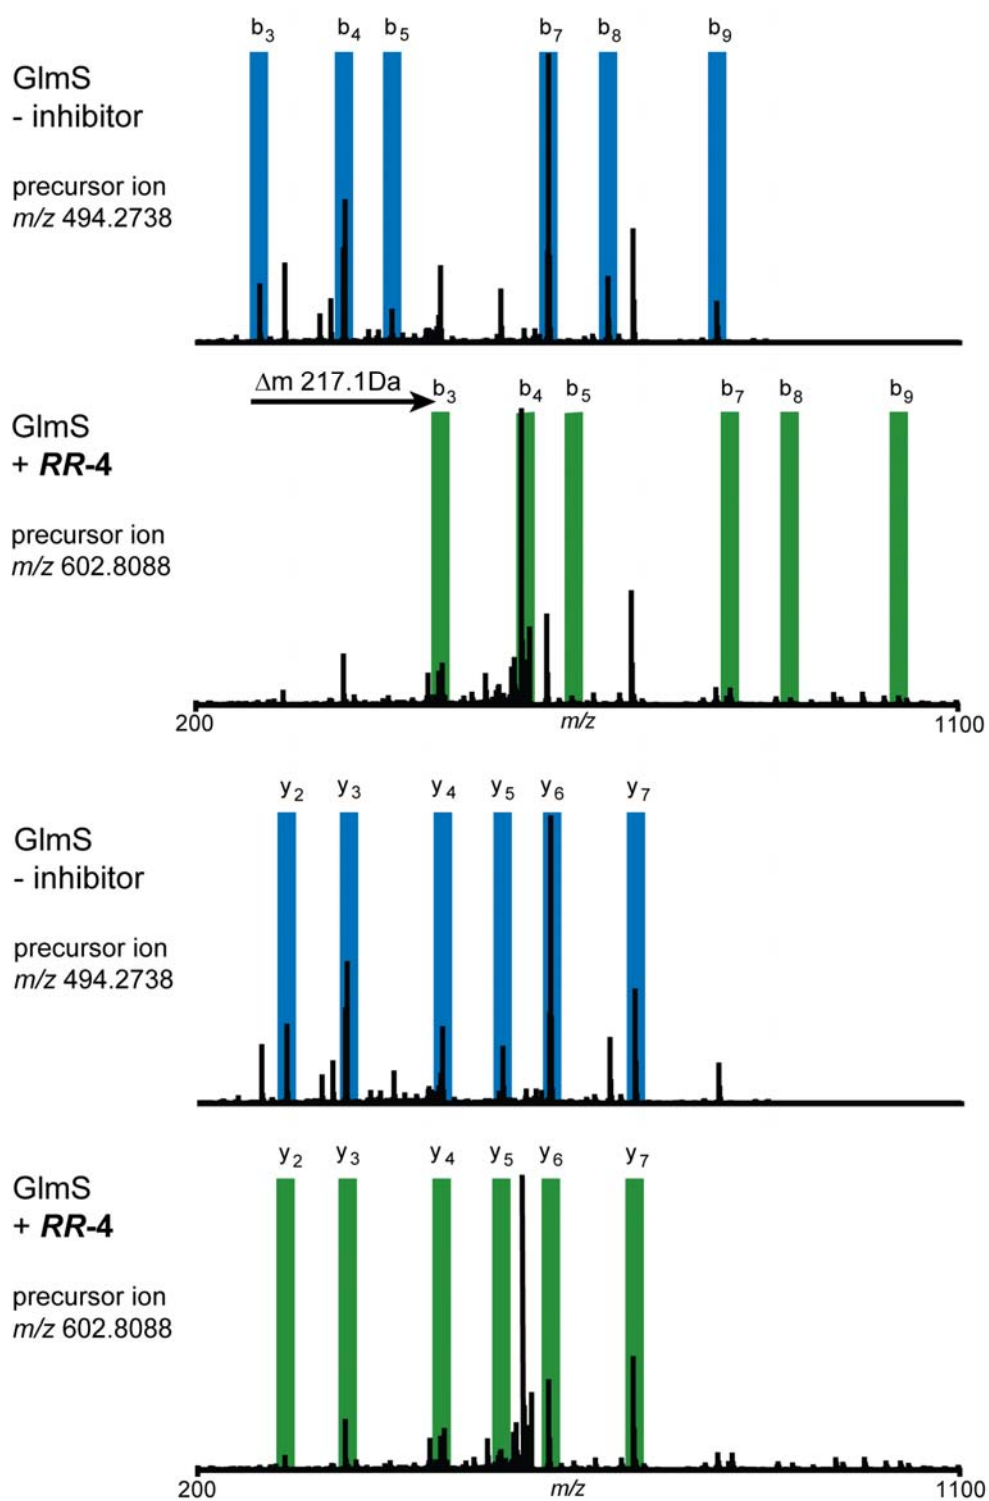 b3 b4 b5 b7 b8 b9
GlmS
- inhibitor
precursor ion
m/z 494.2738
Δm 217.1Da
b3 b4 b5 b7 b8 b9
GlmS
+ RR-4
precursor ion
m/z 602.8088
200 m/z 1100
y2 y3 y4 y5 y6 y7
GlmS
- inhibitor
precursor ion
m/z 494.2738
y2 y3 y4 y5 y6 y7
GlmS
+ RR-4
precursor ion
m/z 602.8088
200 m/z 1100